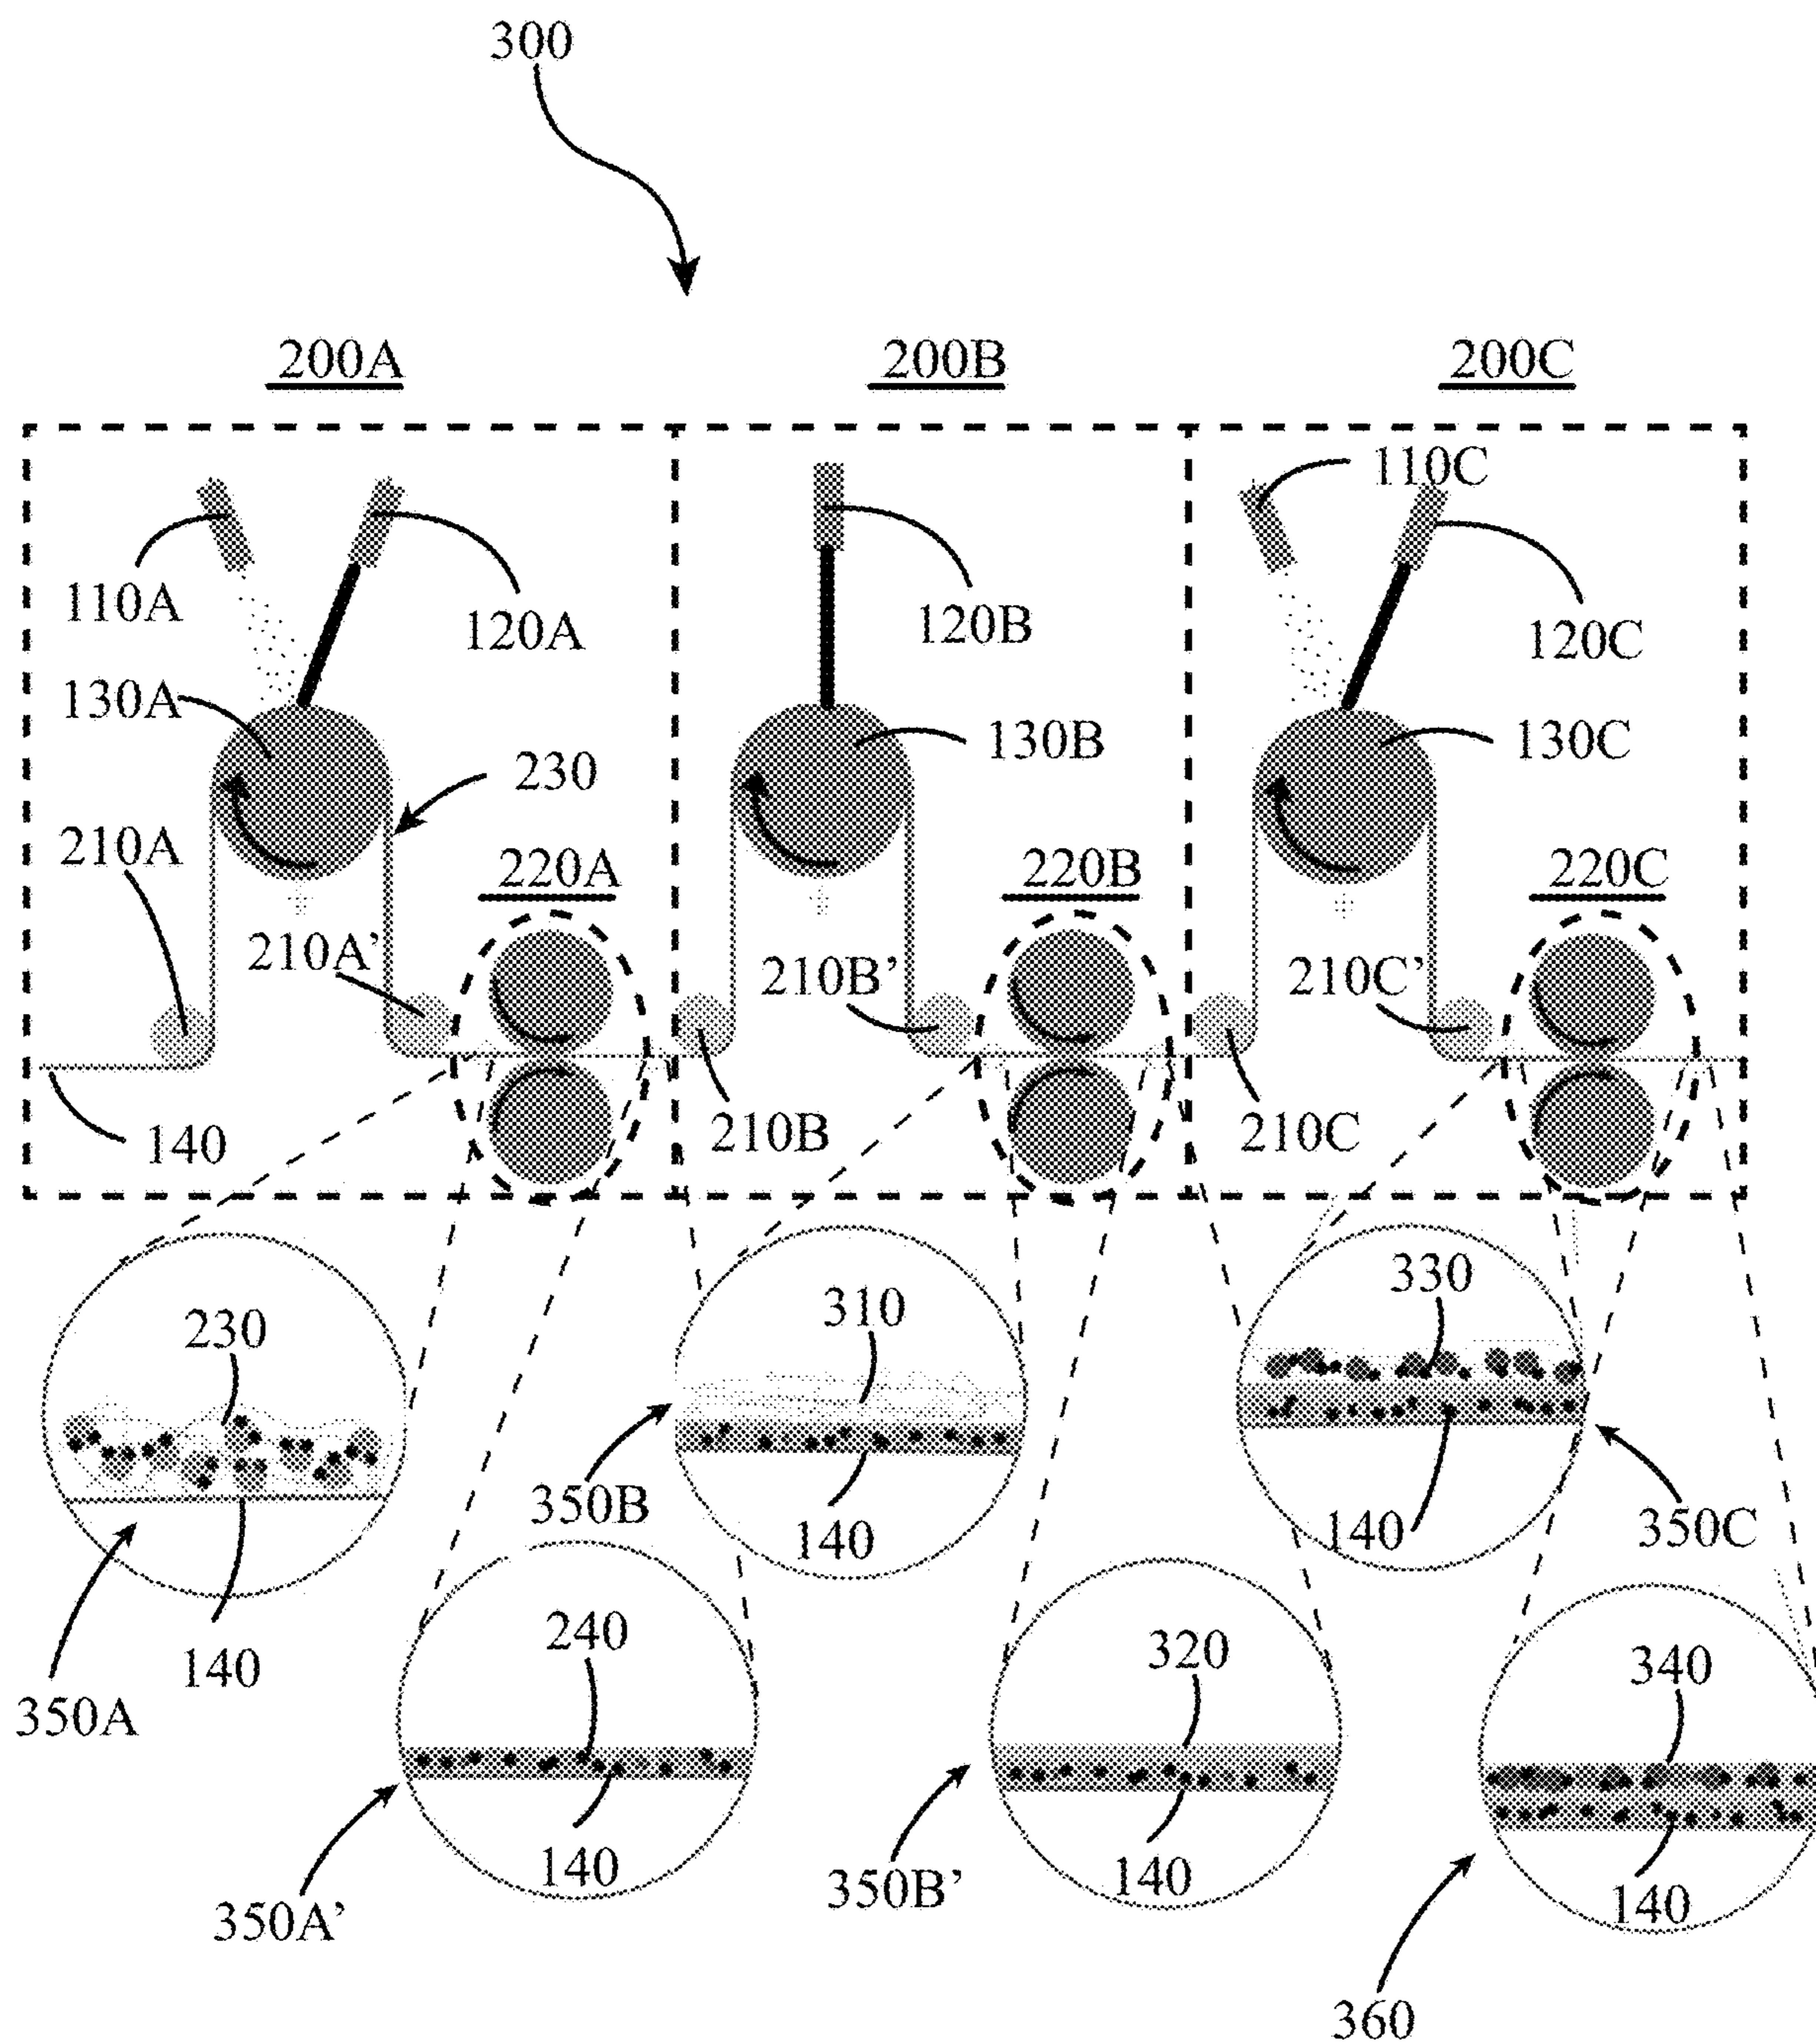 300
200A 200B 200C
110C
110A 120A 120B 120C
130A 130B 130C
230
210A 220A 220B 220C
210A’ 210B’ 210C’
140 210B 210C
230 310 330
350B 140 140 350C
140
350A
240 320 340
140 140 140
350A’ 350B’
360